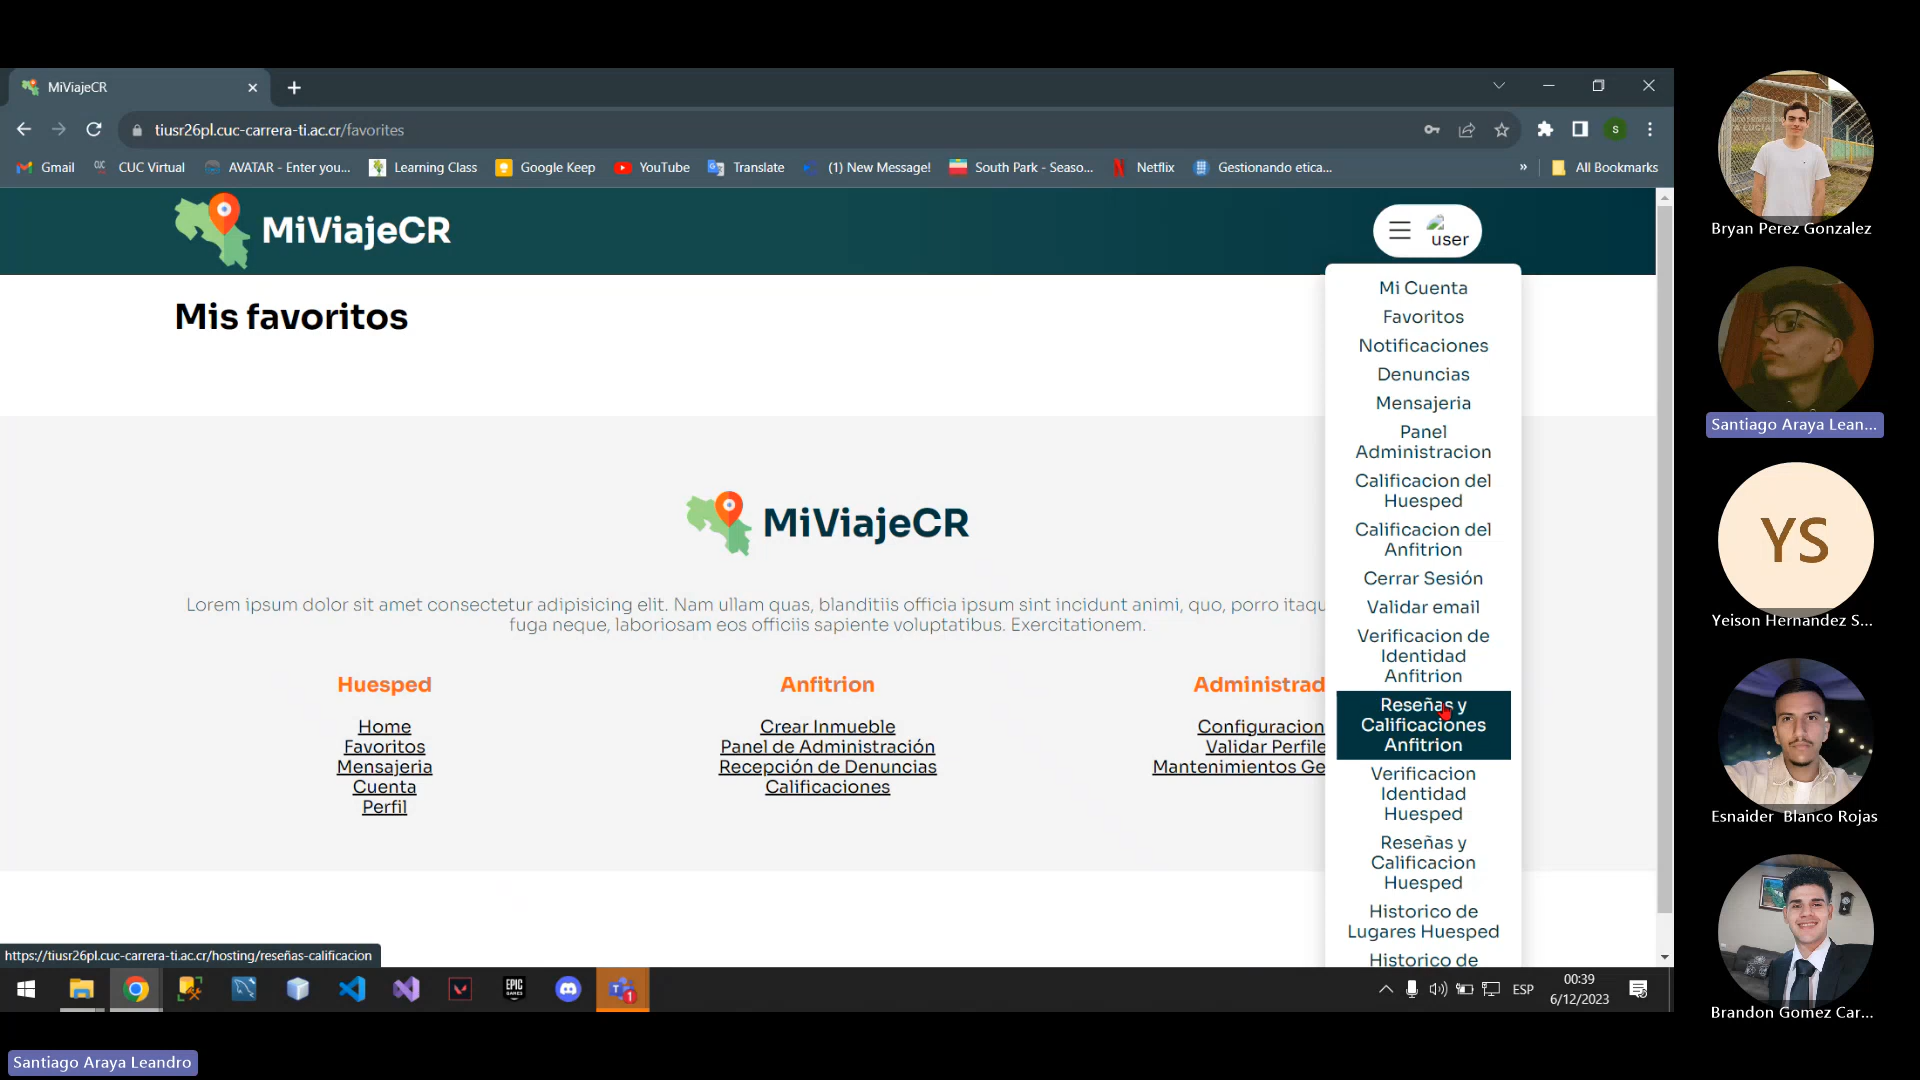 MiViajeCR
tiusr26pl.cuc-carrera-ti.ac.cr/favorites
S
Gmail
CUC Virtual
AVATAR - Enter you...
Learning Class
Google Keep
YouTube
Translate
(1) New Message!
South Park - Seaso...
Netflix
Gestionando etica...
»
All Bookmarks
MiViajeCR
user
Mis favoritos
Mi Cuenta
Favoritos
Notificaciones
Denuncias
Mensajeria
Panel
Administracion
Calificacion del
Huesped
Calificacion del
Anfitrion
Cerrar Sesión
Validar email
Verificacion de
Identidad
Anfitrion
Reseñas y
Calificaciones
Anfitrion
Verificacion
Identidad
Huesped
Reseñas y
Calificacion
Huesped
Historico de
Lugares Huesped
Historico de
MiViajeCR
Lorem ipsum dolor sit amet consectetur adipisicing elit. Nam ullam quas, blanditiis officia ipsum sint incidunt animi, quo, porro itaqu
fuga neque, laboriosam eos officiis sapiente voluptatibus. Exercitationem.
Huesped
Home
Favoritos
Mensajeria
Cuenta
Perfil
Anfitrion
Crear Inmueble
Panel de Administración
Recepción de Denuncias
Calificaciones
Administrad
Configuracion
Validar Perfile
Mantenimientos Ge
https://tiusr26pl.cuc-carrera-ti.ac.cr/hosting/reseñas-calificacion
EPIC
GAMES
T
1
ESP
00:39
6/12/2023
Bryan Perez Gonzalez
Santiago Araya Lean...
YS
Yeison Hernandez S...
Esnaider Blanco Rojas
Brandon Gomez Car...
Santiago Araya Leandro